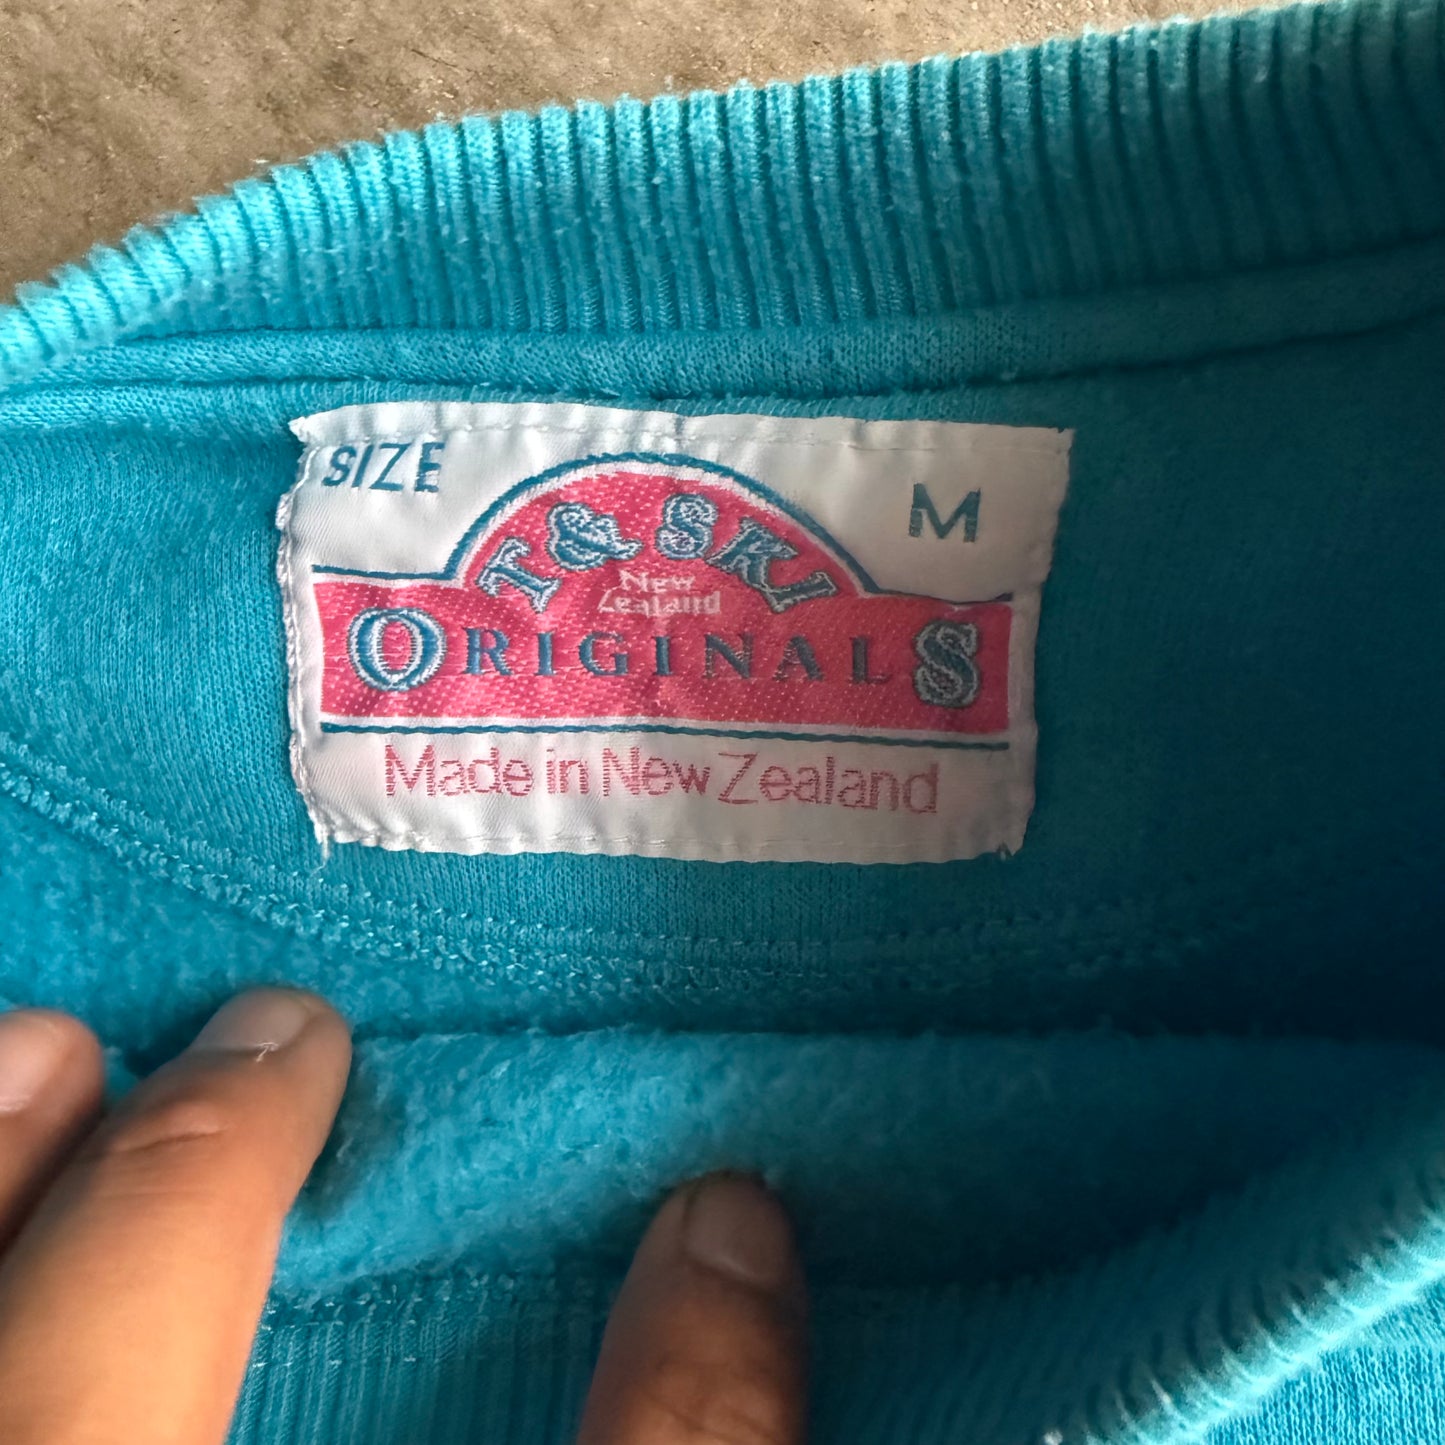 SIZE M
T & SKI
New
Zealand
ORIGINALS
Made in New Zealand